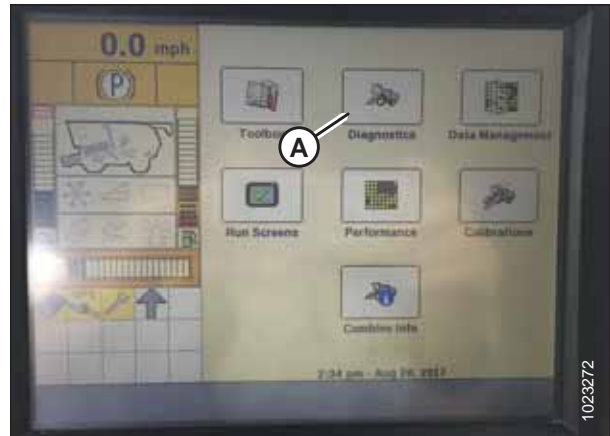 0.0 mph
(P)
Toolbox
Diagnostics
Data Management
A
Run Screens
Performance
Calibrations
Combine Info
2:34 pm - Aug 24, 2017
1023272